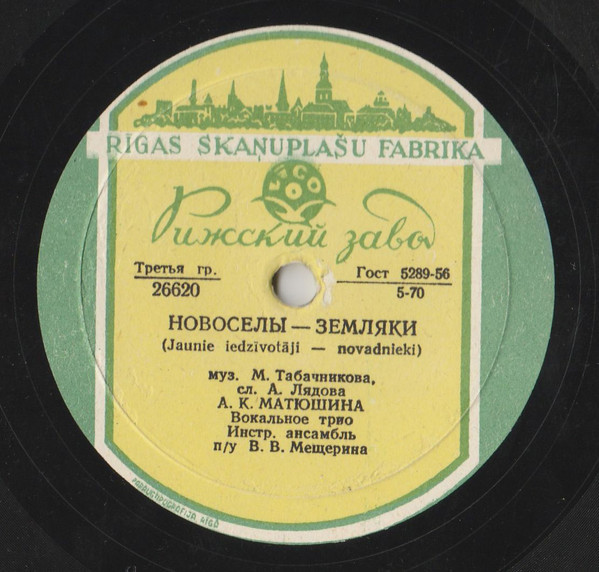 RĪGAS SKAŅUPLAŠU FABRIKA
Рижский завод
Третья гр.
26620
Гост 5289-56
5-70
НОВОСЕЛЫ — ЗЕМЛЯКИ
(Jaunie iedzīvotāji — novadnieki)
муз. М. Табачникова,
сл. А. Лядова
А. К. МАТЮШИНА
Вокальное трио
Инстр. ансамбль
п/у В. В. Мещерина